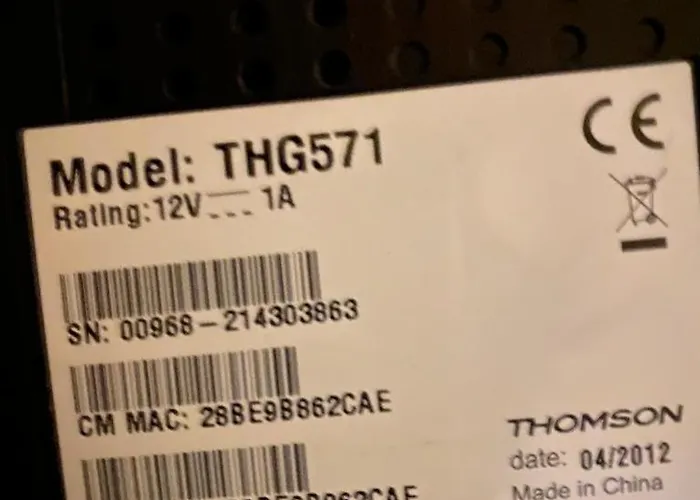 CE
Model: THG571
Rating: 12V 1A
SN: 00968-214303863
CM MAC: 28BE9B862CAE
THOMSON
date: 04/2012
Made in China